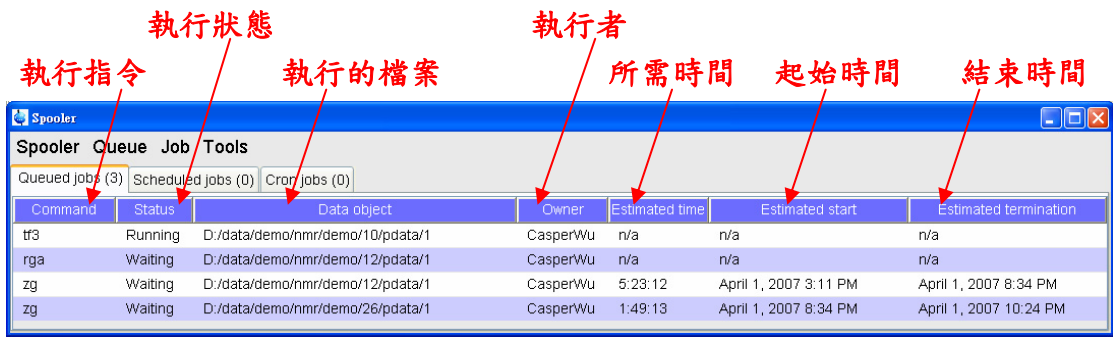 執行狀態 執行者
執行指令 執行的檔案 所需時間 起始時間 結束時間
Spooler
Spooler Queue Job Tools
Queued jobs (3) Scheduled jobs (0) Cron jobs (0)
Command Status Data object Owner Estimated time Estimated start Estimated termination
tf3 Running D:/data/demo/nmr/demo/10/pdata/1 CasperWu n/a n/a n/a
rga Waiting D:/data/demo/nmr/demo/12/pdata/1 CasperWu n/a n/a n/a
zg Waiting D:/data/demo/nmr/demo/12/pdata/1 CasperWu 5:23:12 April 1, 2007 3:11 PM April 1, 2007 8:34 PM
zg Waiting D:/data/demo/nmr/demo/26/pdata/1 CasperWu 1:49:13 April 1, 2007 8:34 PM April 1, 2007 10:24 PM